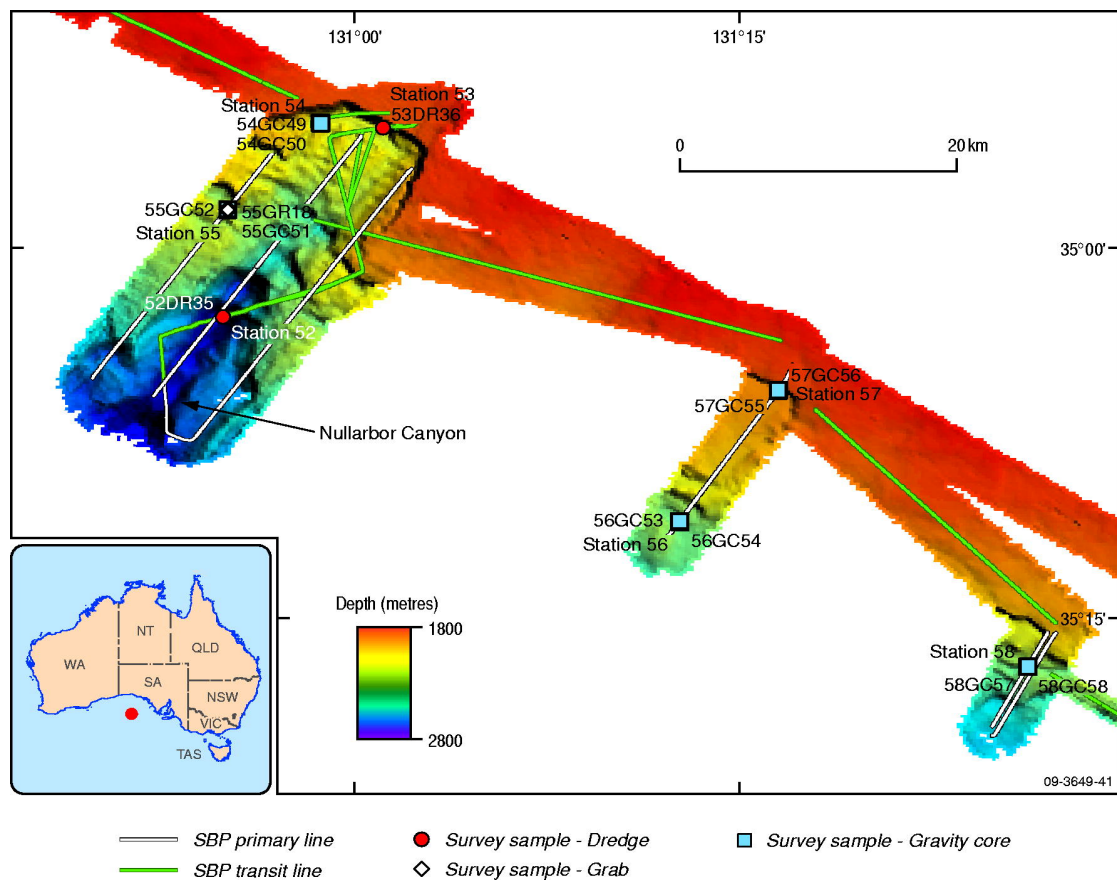 131°00'
131°15'
Station 53
Station 54
53DR36
54GC49
54GC50
0
20 km
55GC52
55GR18
Station 55
55GC51
35°00'
52DR35
Station 52
57GC56
Station 57
57GC55
Nullarbor Canyon
56GC53
Station 56
56GC54
Depth (metres)
1800
2800
35°15'
Station 58
58GC57
58GC58
NT
WA
QLD
SA
NSW
VIC
TAS
09-3649-41
SBP primary line
Survey sample - Dredge
Survey sample - Gravity core
SBP transit line
Survey sample - Grab